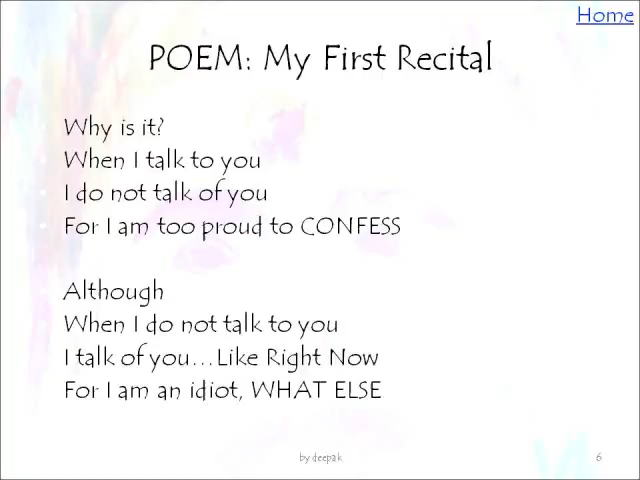 Home
POEM: My First Recital
Why is it?
When I talk to you
I do not talk of you
For I am too proud to CONFESS
Although
When I do not talk to you
I talk of you...Like Right Now
For I am an idiot, WHAT ELSE
by deepak
6